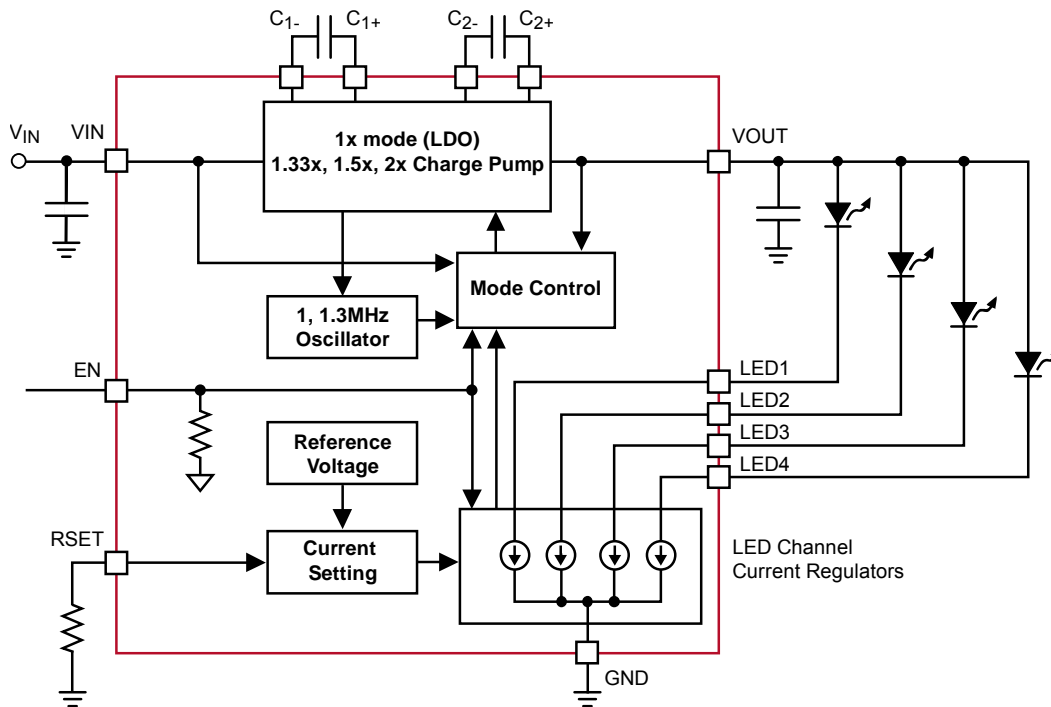 C1- C1+ C2- C2+
VIN VIN
1x mode (LDO)
1.33x, 1.5x, 2x Charge Pump
VOUT
Mode Control
1, 1.3MHz
Oscillator
EN
LED1
LED2
LED3
LED4
Reference
Voltage
RSET
Current
Setting
LED Channel
Current Regulators
GND